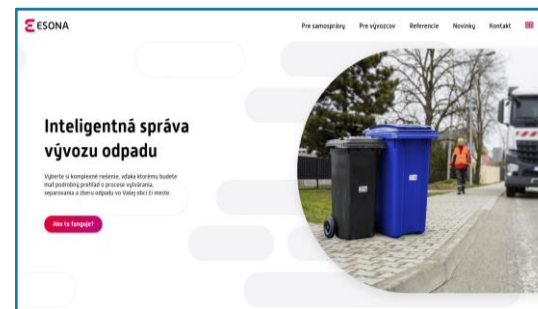 ESONA
Pre samosprávy Pre vývozcov Referencie Novinky Kontakt
Inteligentná správa
vývozu odpadu
Vyberte si komplexné riešenie, vďaka ktorému budete
mať podrobný prehľad o procese vytvárania,
separovania a zberu odpadu vo Vašej obci či meste.
Ako to funguje?